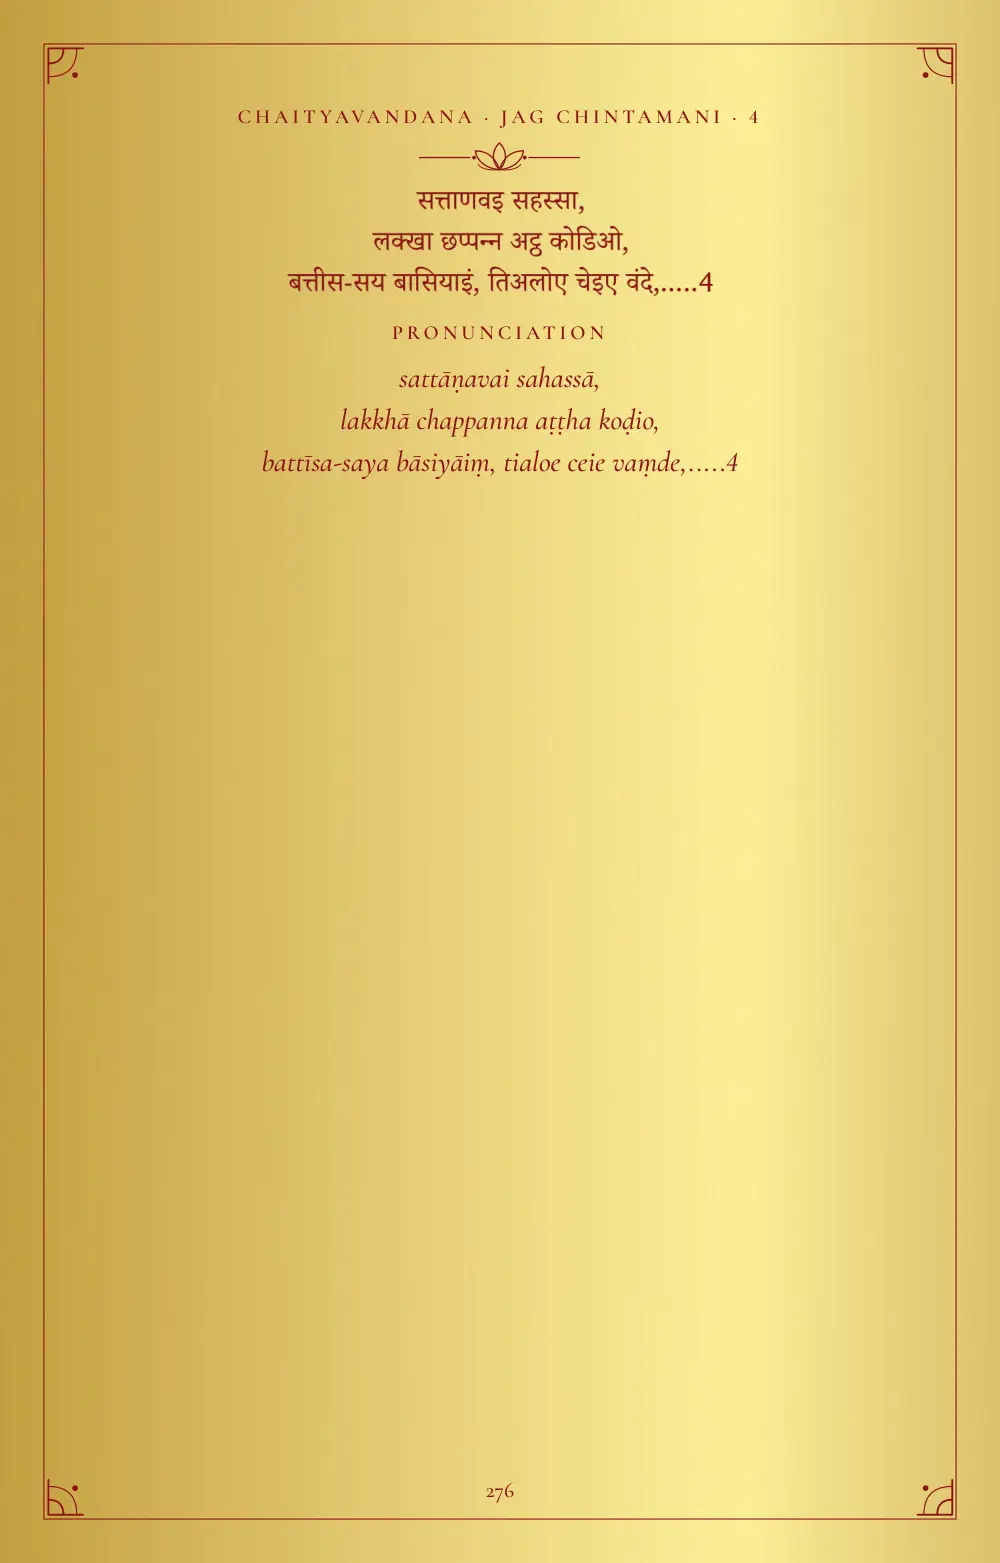 CHAITYAVANDANA · JAG CHINTAMANI · 4
सत्ताणवइ सहस्सा,
लक्खा छप्पन्न अट्ठ कोडिओ,
बत्तीस-सय बासियाइं, तिअलोए चेइए वंदे,.....4
PRONUNCIATION
sattāṇavai sahassā,
lakkhā chappanna aṭṭha koḍio,
battīsa-saya bāsiyāiṃ, tialoe ceie vaṃde,.....4
276